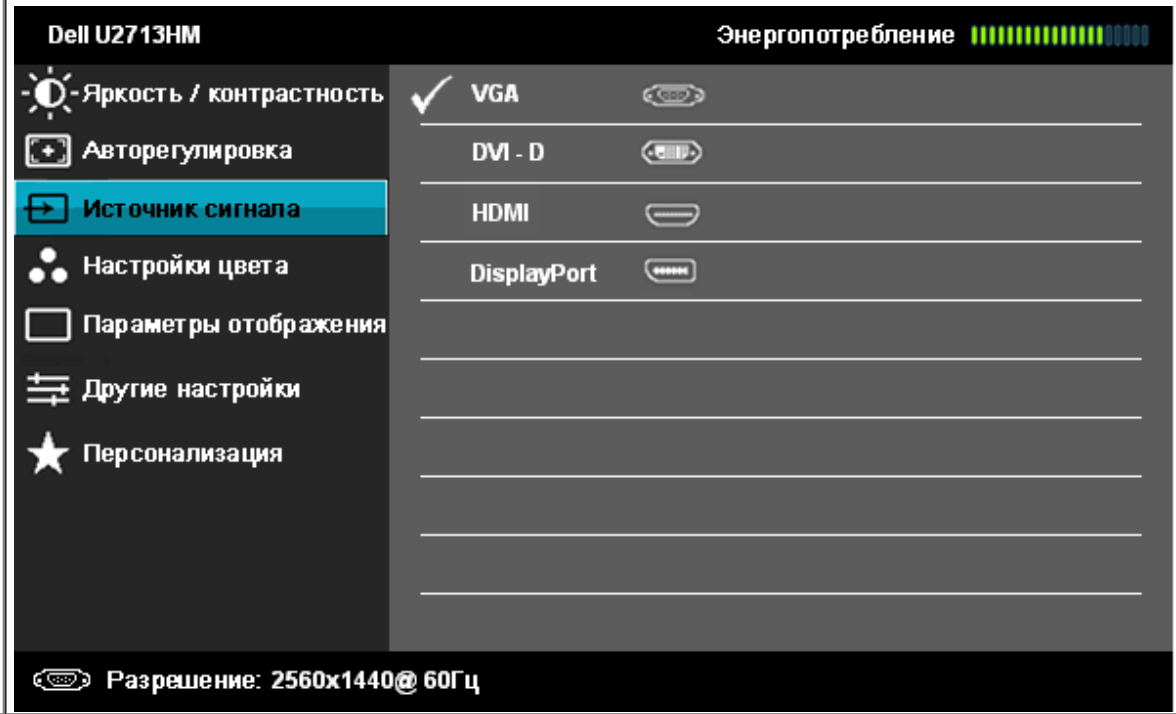 Dell U2713HM
Энергопотребление
Яркость / контрастность
Авторегулировка
Источник сигнала
Настройки цвета
Параметры отображения
Другие настройки
Персонализация
VGA
DVI - D
HDMI
DisplayPort
Разрешение: 2560x1440@ 60Гц